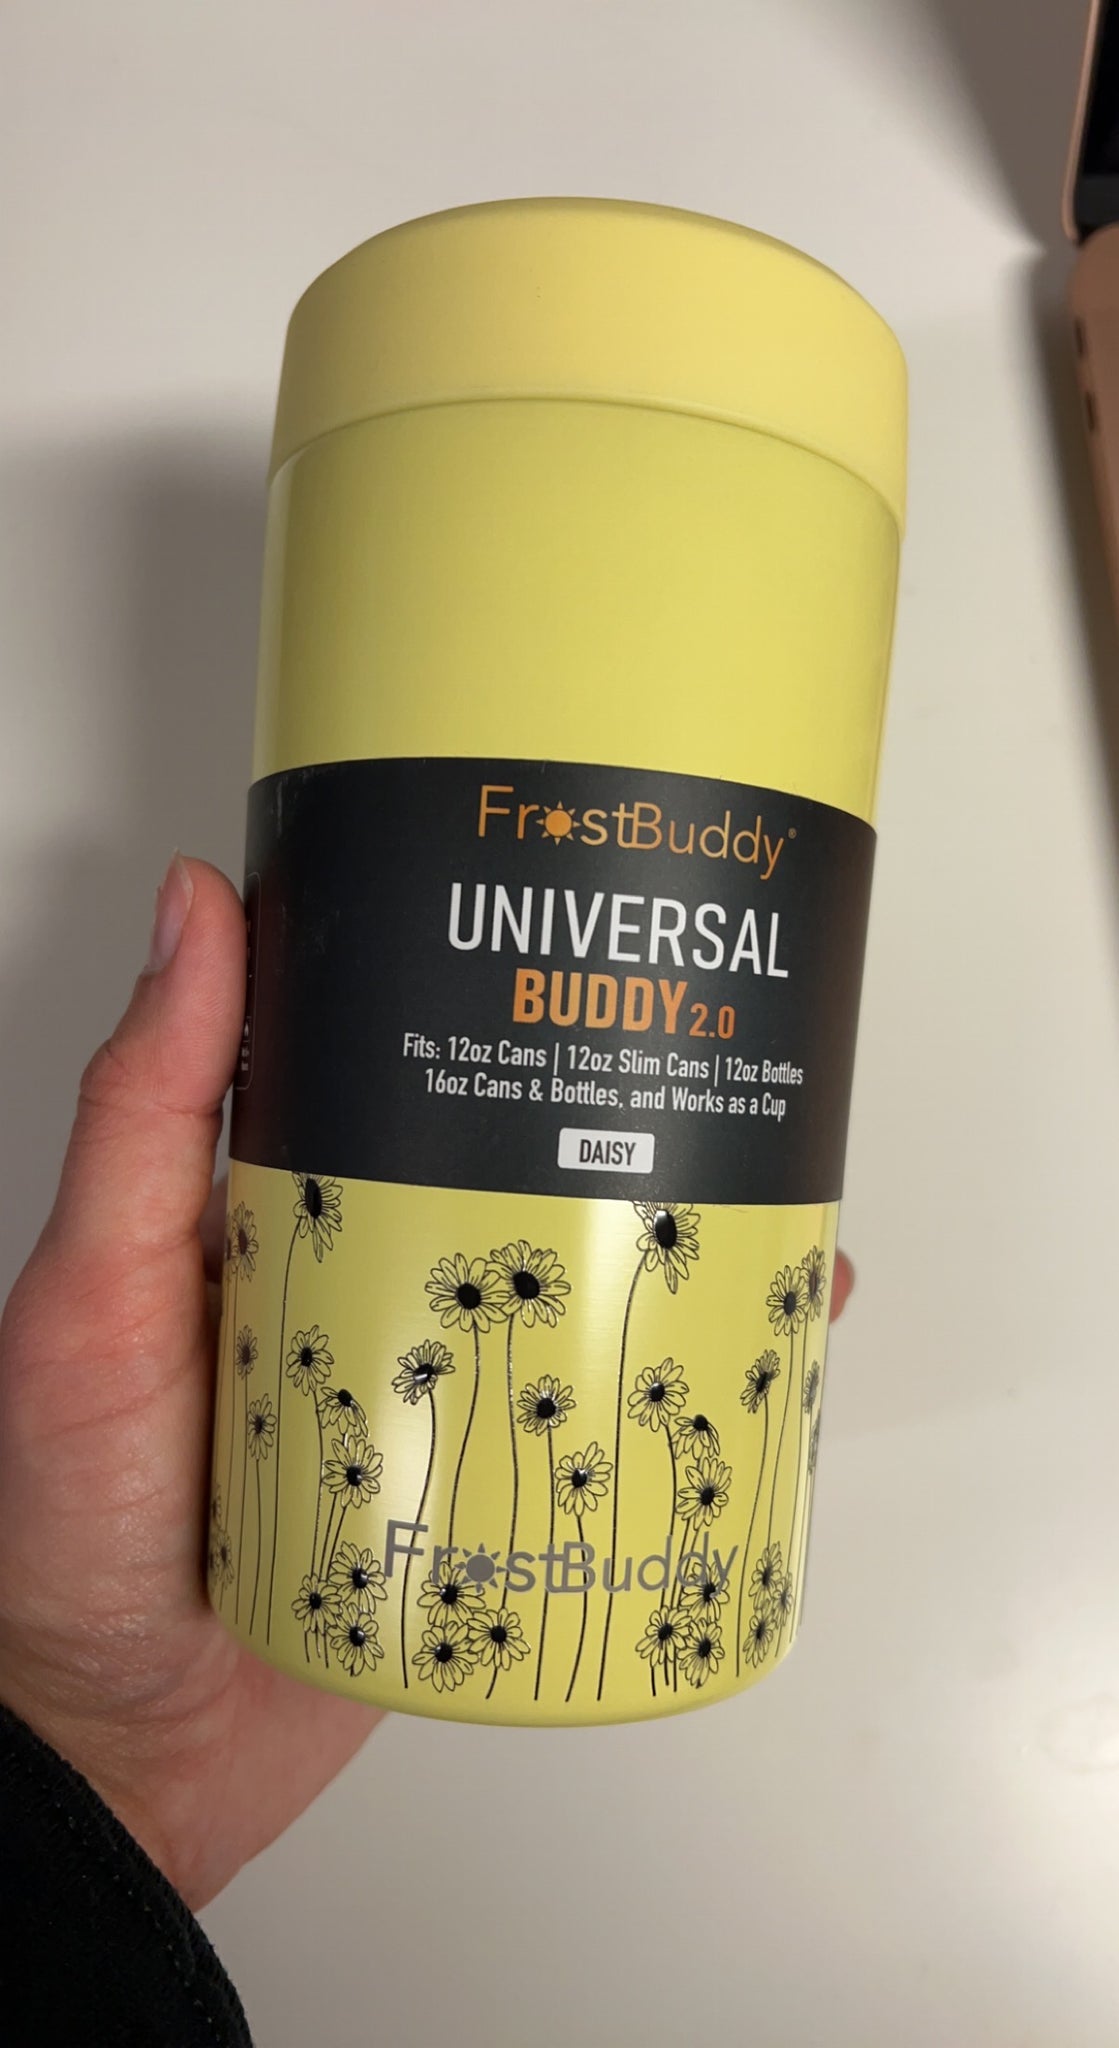 FrostBuddy®
UNIVERSAL
BUDDY 2.0
Fits: 12oz Cans | 12oz Slim Cans | 12oz Bottles
16oz Cans & Bottles, and Works as a Cup
DAISY
FrostBuddy